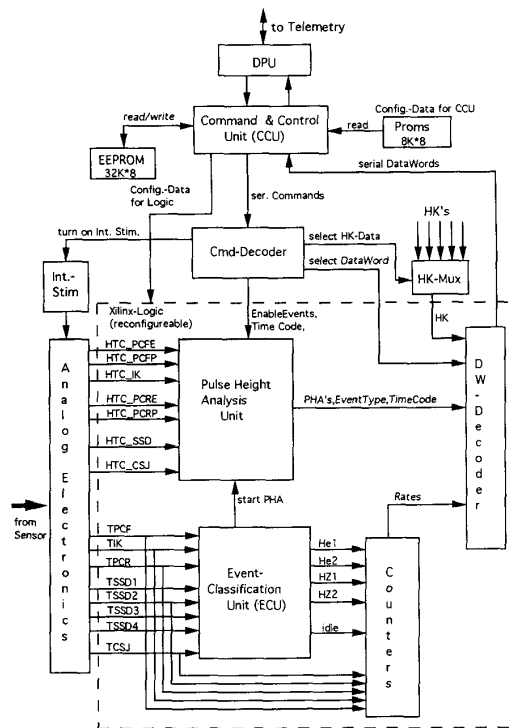 to Telemetry
DPU
Config.-Data for CCU
read/write
Command & Control
Unit (CCU)
read
Proms
8K*8
EEPROM
32K*8
serial DataWords
Config.-Data
for Logic
ser. Commands
HK's
turn on Int. Stim.
Cmd-Decoder
select HK-Data
select DataWord
HK-Mux
Int.-
Stim
Xilinx-Logic
(reconfigureable)
EnableEvents,
Time Code,
HK
HTC_PCFE
HTC_PCFP
HTC_IK
HTC_PCRE
HTC_PCRP
HTC_SSD
HTC_CSJ
Pulse Height
Analysis
Unit
PHA's,EventType,TimeCode
DW-Decoder
Analog Electronics
start PHA
Rates
from
Sensor
TPCF
TIK
TPCR
TSSD1
TSSD2
TSSD3
TSSD4
TCSJ
Event-
Classification
Unit (ECU)
He1
He2
HZ1
HZ2
idle
Counters